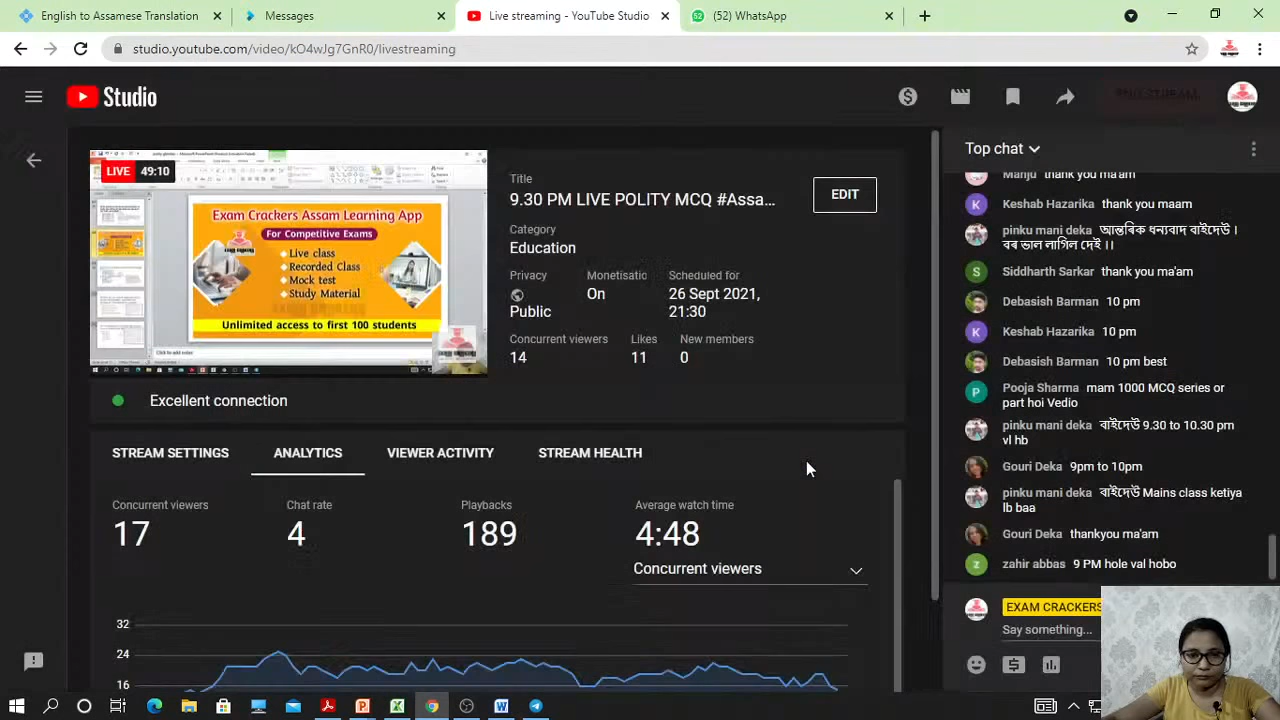 English to Assamese Translation
Messages
Live streaming - YouTube Studio
(52) WhatsApp
studio.youtube.com/video/kO4wJg7GnR0/livestreaming
Studio
END STREAM
Top chat
LIVE 49:10
Exam Crackers Assam Learning App
For Competitive Exams
Live class
Recorded Class
Mock test
Study Material
Unlimited access to first 100 students
Click to add notes
Title
9.30PM LIVE POLITY MCQ #Assa...
EDIT
Category
Education
Privacy
Monetisatic
Scheduled for
Public
On
26 Sept 2021,
21:30
Concurrent viewers
Likes
New members
14
11
0
Excellent connection
STREAM SETTINGS
ANALYTICS
VIEWER ACTIVITY
STREAM HEALTH
Concurrent viewers
Chat rate
Playbacks
Average watch time
17
4
189
4:48
Concurrent viewers
32
24
16
Manju thank you ma'am
Keshab Hazarika thank you maam
pinku mani deka আন্তৰিক ধন্যবাদ বাইদেউ ।
বৰ ভাল লাগিল দেই ।।
Siddharth Sarkar thank you ma'am
Debasish Barman 10 pm
Keshab Hazarika 10 pm
Debasish Barman 10 pm best
Pooja Sharma mam 1000 MCQ series or
part hoi Vedio
pinku mani deka বাইদেউ 9.30 to 10.30 pm
vl hb
Gouri Deka 9pm to 10pm
pinku mani deka বাইদেউ Mains class ketiya
lb baa
Gouri Deka thankyou ma'am
zahir abbas 9 PM hole val hobo
EXAM CRACKERS
Say something...